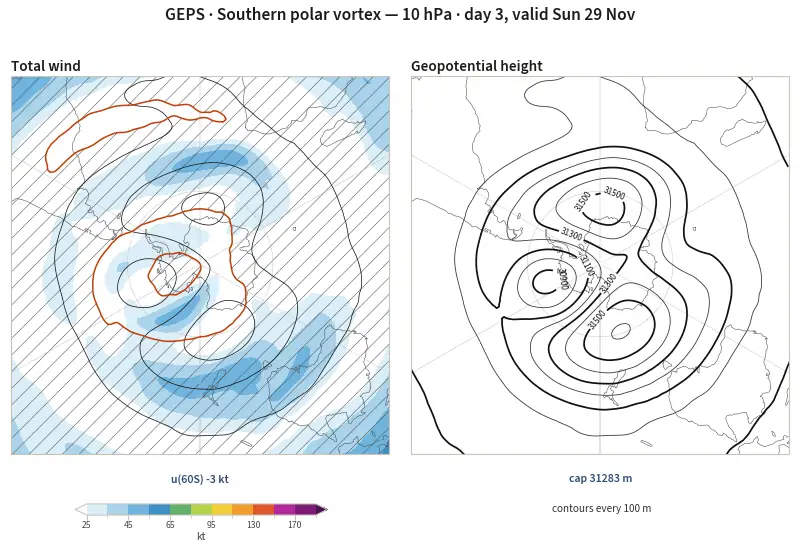 GEPS · Southern polar vortex — 10 hPa · day 3, valid Sun 29 Nov
Total wind
Geopotential height
31500
31500
31300
31100
30900
31300
31500
u(60S) -3 kt
cap 31283 m
contours every 100 m
25 45 65 95 130 170
kt